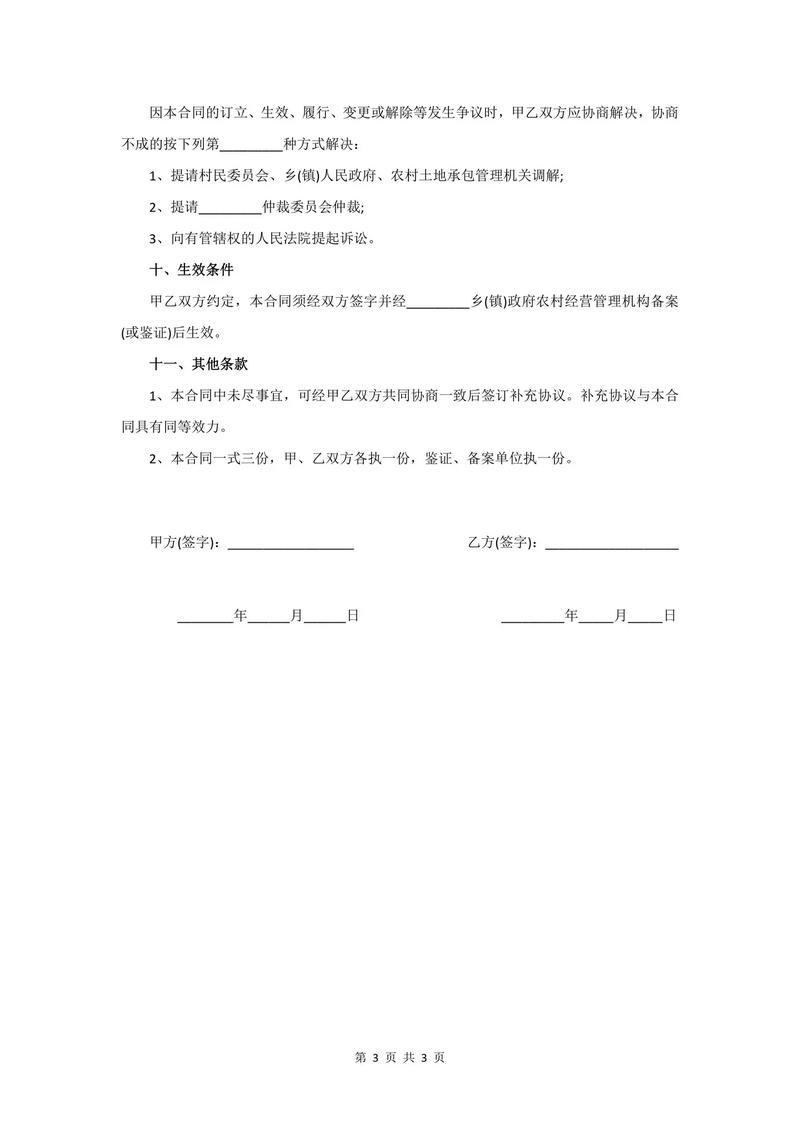 因本合同的订立、生效、履行、变更或解除等发生争议时，甲乙双方应协商解决，协商
不成的按下列第_________种方式解决：
1、提请村民委员会、乡(镇)人民政府、农村土地承包管理机关调解;
2、提请_________仲裁委员会仲裁;
3、向有管辖权的人民法院提起诉讼。
十、生效条件
甲乙双方约定，本合同须经双方签字并经_________乡(镇)政府农村经营管理机构备案
(或鉴证)后生效。
十一、其他条款
1、本合同中未尽事宜，可经甲乙双方共同协商一致后签订补充协议。补充协议与本合
同具有同等效力。
2、本合同一式三份，甲、乙双方各执一份，鉴证、备案单位执一份。
甲方(签字)：__________________ 乙方(签字)：___________________
________年______月______日 _________年_____月_____日
第 3 页 共 3 页